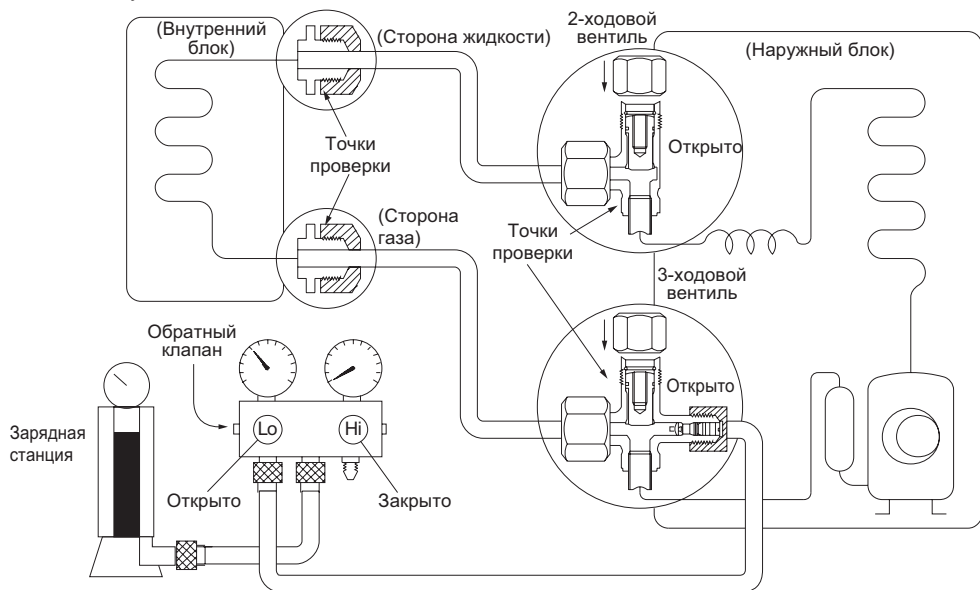 (Внутренний
блок)
(Сторона жидкости)
2-ходовой
вентиль
(Наружный блок)
Открыто
Точки
проверки
(Сторона
газа)
Точки
проверки
3-ходовой
вентиль
Обратный
клапан
Открыто
Зарядная
станция
Lo
Hi
Открыто
Закрыто